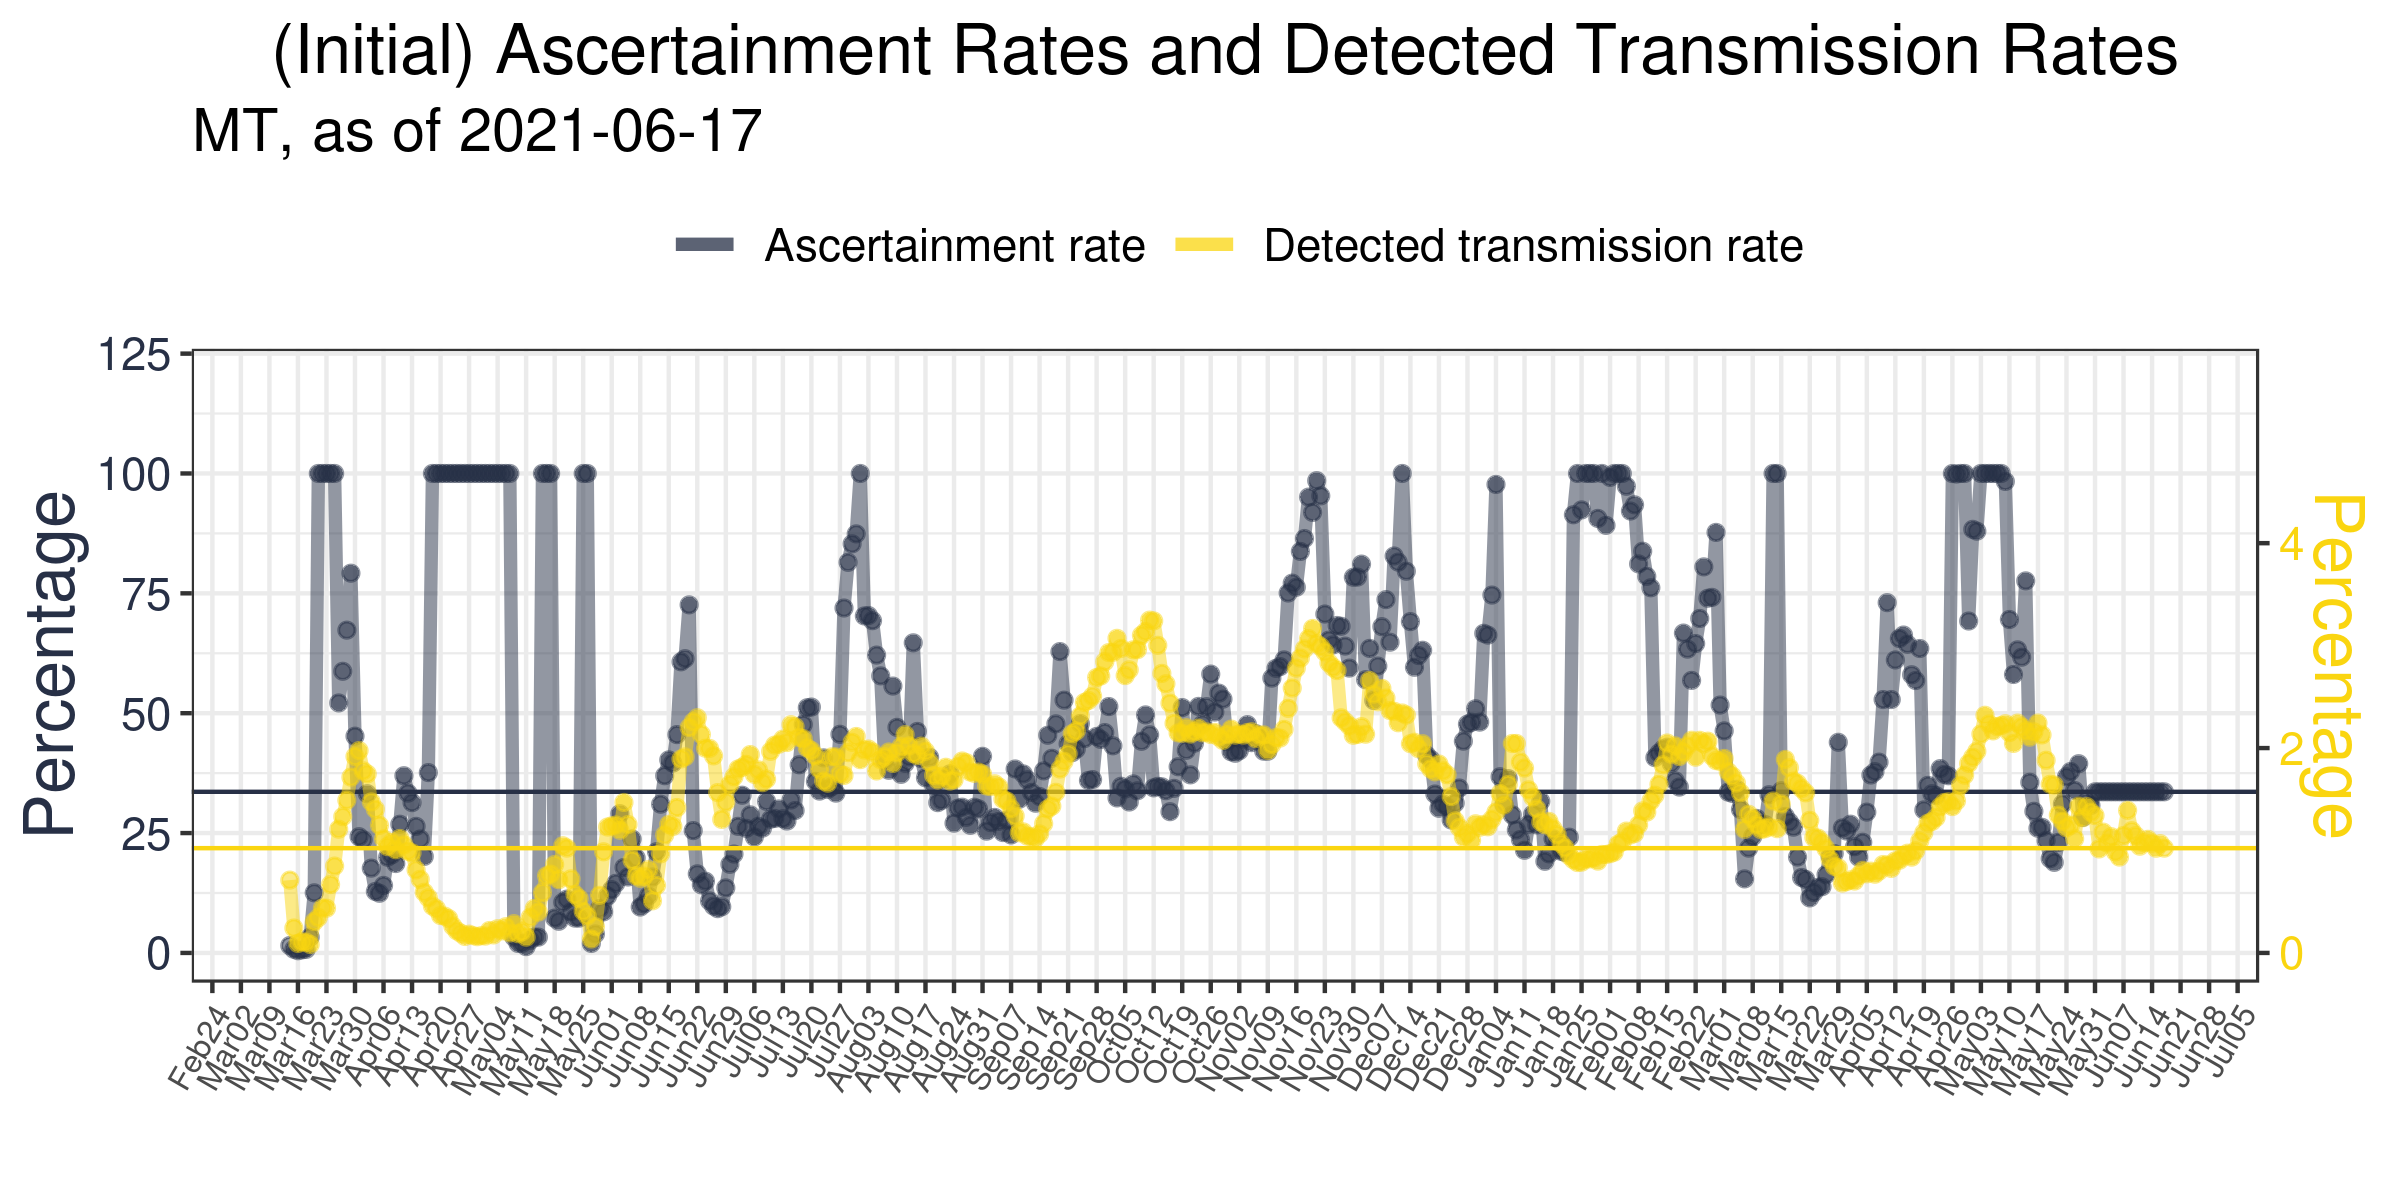 (Initial) Ascertainment Rates and Detected Transmission Rates
MT, as of 2021-06-17
Ascertainment rate
Detected transmission rate
Percentage
125
100
75
50
25
0
4
2
0
Percentage
Feb24
Mar02
Mar09
Mar16
Mar23
Mar30
Apr06
Apr13
Apr20
Apr27
May04
May11
May18
May25
Jun01
Jun08
Jun15
Jun22
Jun29
Jul06
Jul13
Jul20
Jul27
Aug03
Aug10
Aug17
Aug24
Aug31
Sep07
Sep14
Sep21
Sep28
Oct05
Oct12
Oct19
Oct26
Nov02
Nov09
Nov16
Nov23
Nov30
Dec07
Dec14
Dec21
Dec28
Jan04
Jan11
Jan18
Jan25
Feb01
Feb08
Feb15
Feb22
Mar01
Mar08
Mar15
Mar22
Mar29
Apr05
Apr12
Apr19
Apr26
May03
May10
May17
May24
May31
Jun07
Jun14
Jun21
Jun28
Jul05